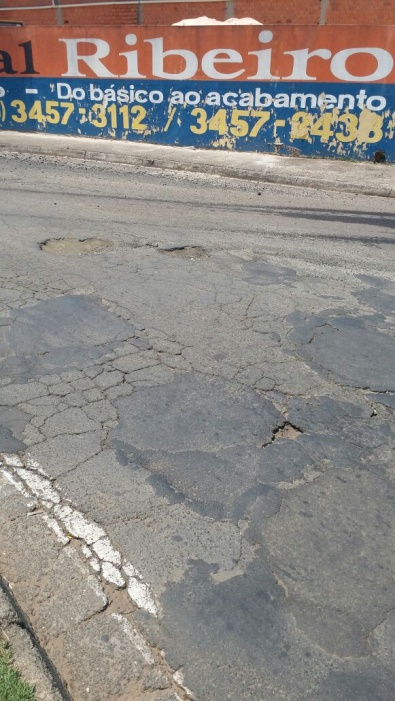 al Ribeiro
- Do básico ao acabamento
) 3457-3112 / 3457-2438